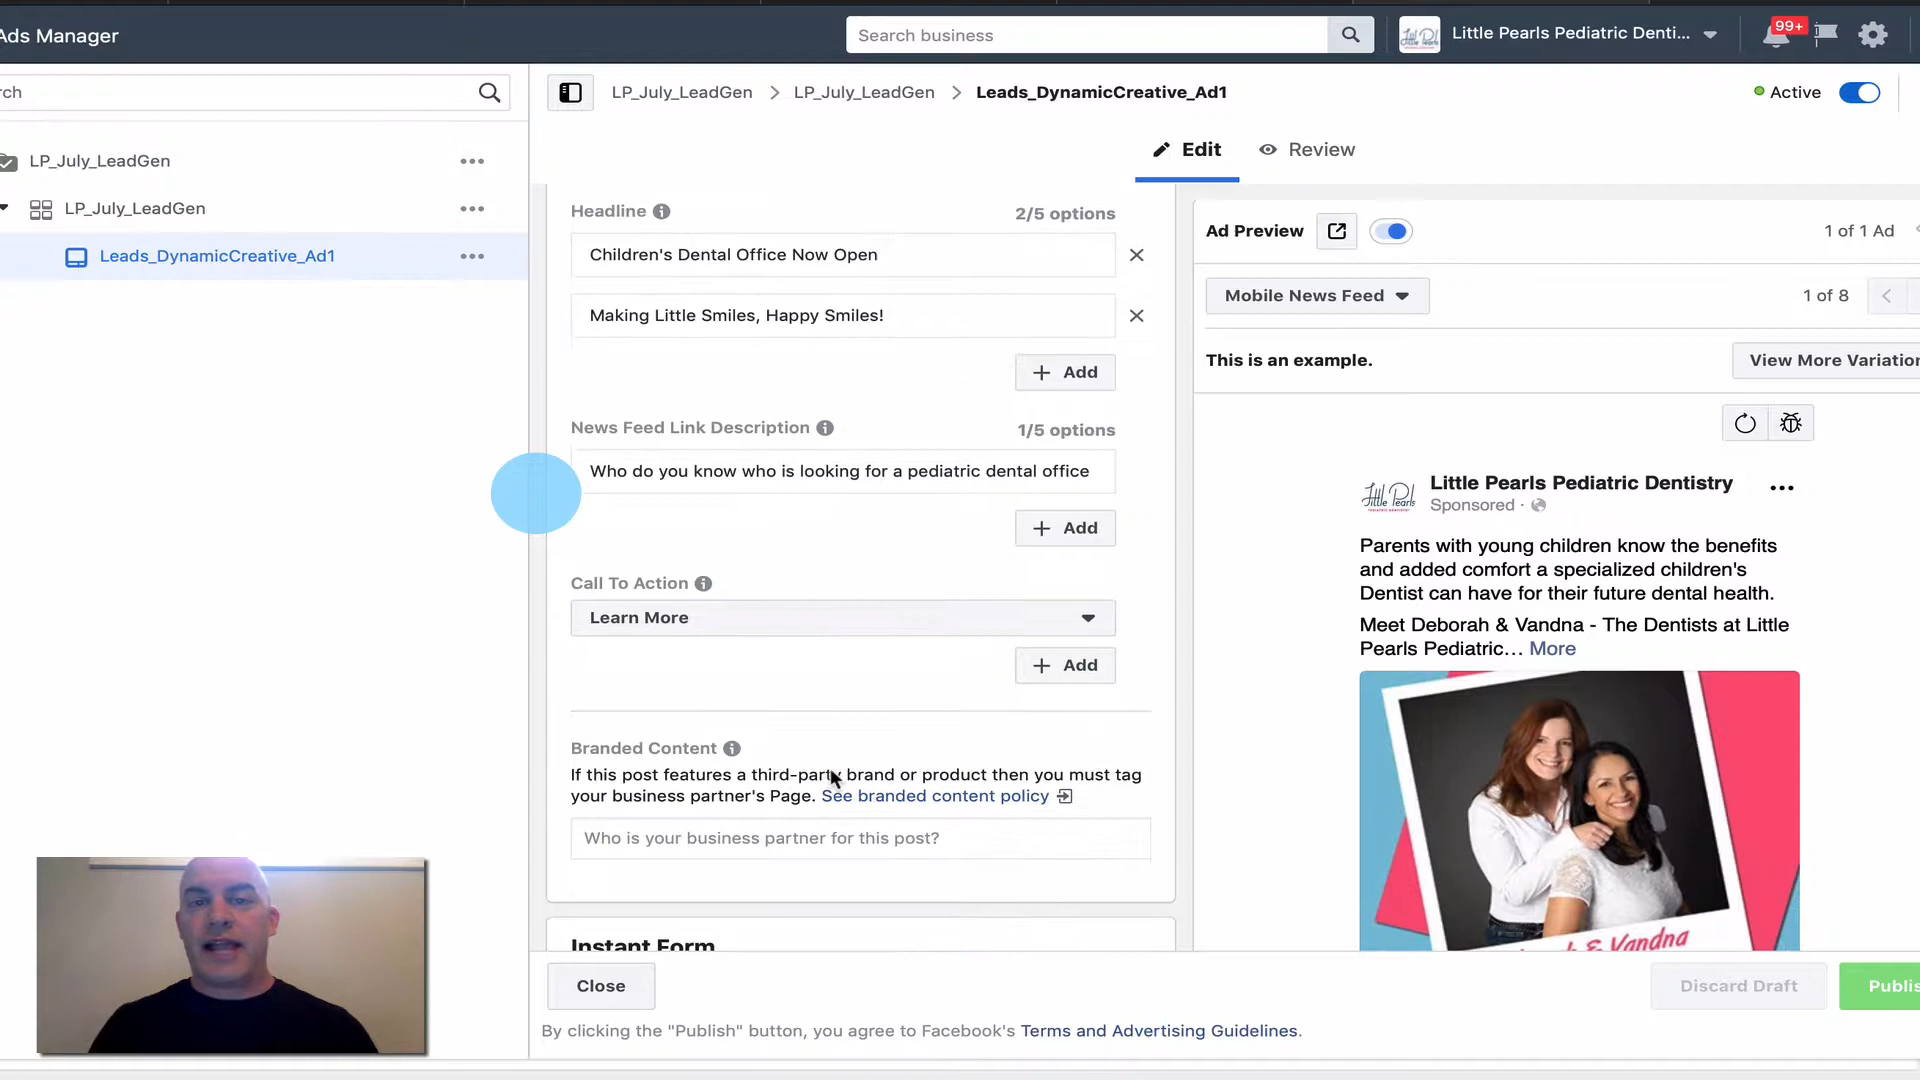 Ads Manager
Search business
Little Pearls Pediatric Denti...
99+
rch
LP_July_LeadGen
LP_July_LeadGen
Leads_DynamicCreative_Ad1
LP_July_LeadGen > LP_July_LeadGen > Leads_DynamicCreative_Ad1
Active
Edit
Review
Headline
2/5 options
Children's Dental Office Now Open
Making Little Smiles, Happy Smiles!
+ Add
News Feed Link Description
1/5 options
Who do you know who is looking for a pediatric dental office
+ Add
Call To Action
Learn More
+ Add
Branded Content
If this post features a third-party brand or product then you must tag
your business partner's Page. See branded content policy
Who is your business partner for this post?
Instant Form
Close
Discard Draft
Publis
By clicking the "Publish" button, you agree to Facebook's Terms and Advertising Guidelines.
Ad Preview
1 of 1 Ad
Mobile News Feed
1 of 8
This is an example.
View More Variation
Little Pearls Pediatric Dentistry
Sponsored ·
Parents with young children know the benefits
and added comfort a specialized children's
Dentist can have for their future dental health.
Meet Deborah & Vandna - The Dentists at Little
Pearls Pediatric... More
& Vandna